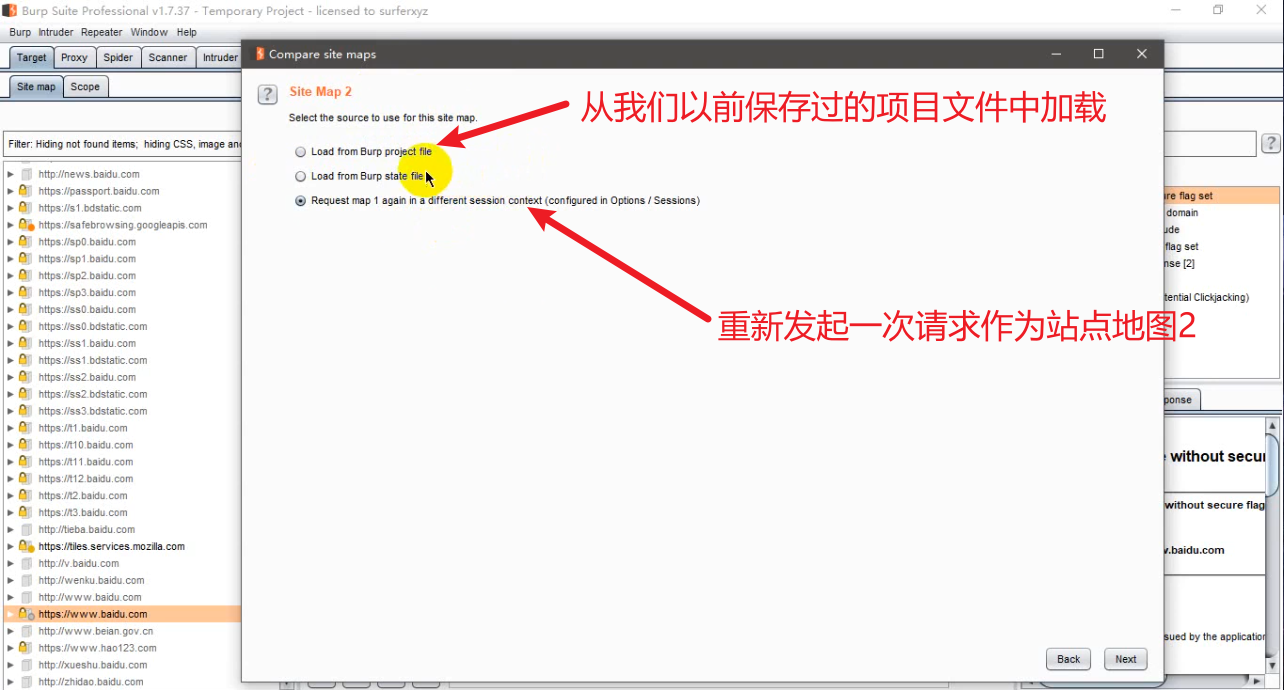 Burp Suite Professional v1.7.37 - Temporary Project - licensed to surferxyz
Burp Intruder Repeater Window Help
Target Proxy Spider Scanner Intruder
Site map Scope
Filter: Hiding not found items; hiding CSS, image
http://news.baidu.com
https://passport.baidu.com
https://s1.bdstatic.com
https://safebrowsing.googleapis.com
https://sp0.baidu.com
https://sp1.baidu.com
https://sp2.baidu.com
https://sp3.baidu.com
https://ss0.baidu.com
https://ss0.bdstatic.com
https://ss1.baidu.com
https://ss1.bdstatic.com
https://ss2.baidu.com
https://ss2.bdstatic.com
https://ss3.bdstatic.com
https://t1.baidu.com
https://t10.baidu.com
https://t11.baidu.com
https://t12.baidu.com
https://t2.baidu.com
https://t3.baidu.com
http://tieba.baidu.com
https://tiles.services.mozilla.com
http://v.baidu.com
http://wenku.baidu.com
http://www.baidu.com
https://www.baidu.com
http://www.beian.gov.cn
https://www.hao123.com
http://xueshu.baidu.com
http://zhidao.baidu.com
Compare site maps
?
Site Map 2
Select the source to use for this site map.
Load from Burp project file
Load from Burp state file
Request map 1 again in a different session context (configured in Options / Sessions)
从我们以前保存过的项目文件中加载
重新发起一次请求作为站点地图2
Back Next
?
flag set
domain
flag set
[2]
Clickjacking)
without secur
without secure flag
.baidu.com
by the application